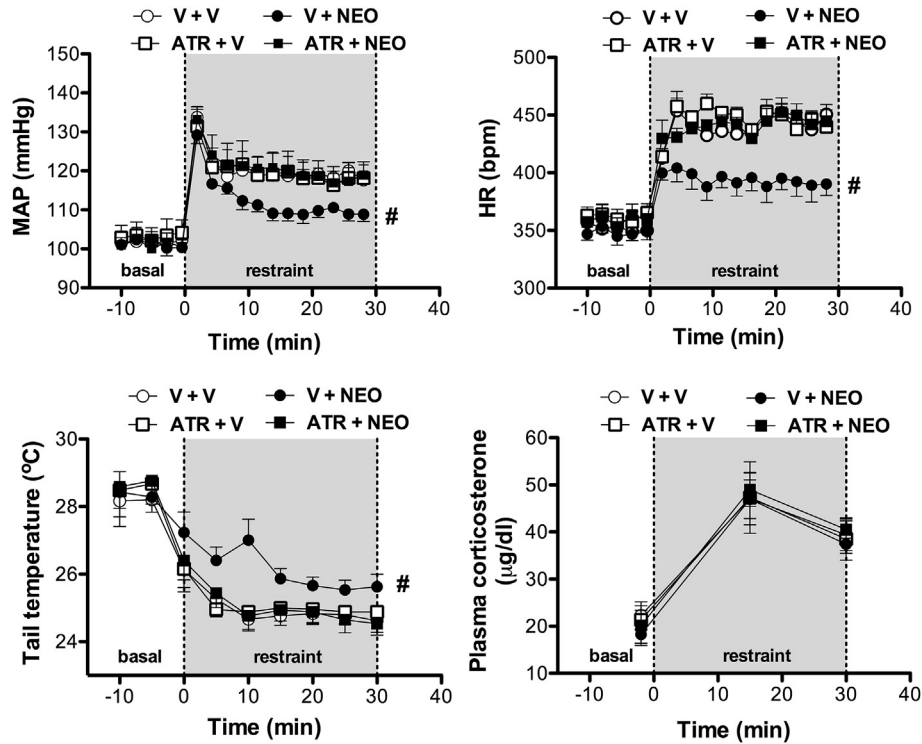 V + V V + NEO
ATR + V ATR + NEO
MAP (mmHg)
150
140
130
120
110
100
90
basal restraint
#
-10 0 10 20 30 40
Time (min)
V + V V + NEO
ATR + V ATR + NEO
HR (bpm)
500
450
400
350
300
basal restraint
#
-10 0 10 20 30 40
Time (min)
V + V V + NEO
ATR + V ATR + NEO
Tail temperature (ºC)
30
28
26
24
basal restraint
#
-10 0 10 20 30 40
Time (min)
V + V V + NEO
ATR + V ATR + NEO
Plasma corticosterone
(µg/dl)
60
50
40
30
20
10
basal restraint
-10 0 10 20 30 40
Time (min)